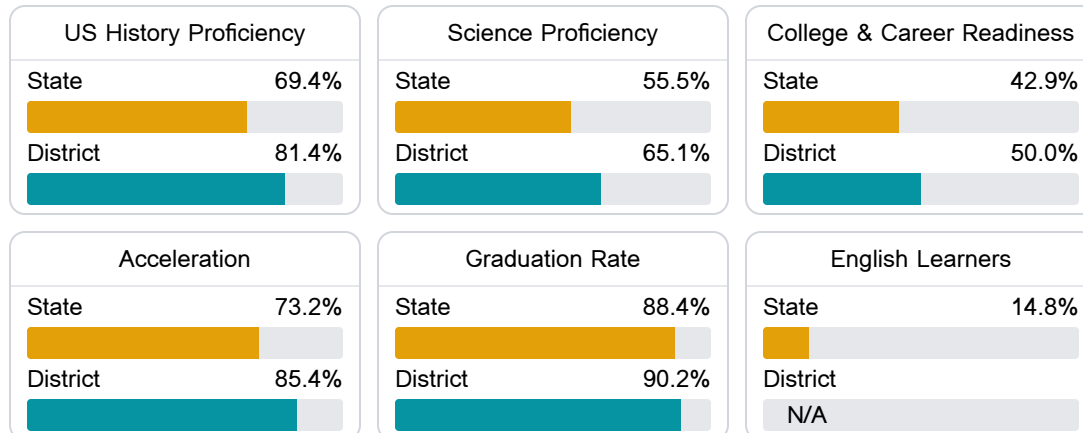 US History Proficiency
State 69.4%
District 81.4%
Science Proficiency
State 55.5%
District 65.1%
College & Career Readiness
State 42.9%
District 50.0%
Acceleration
State 73.2%
District 85.4%
Graduation Rate
State 88.4%
District 90.2%
English Learners
State 14.8%
District
N/A